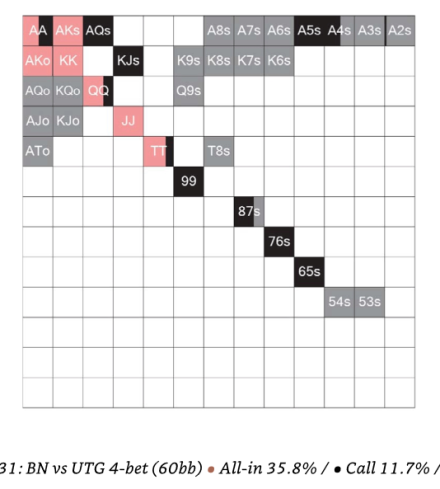 AA AKs AQs A8s A7s A6s A5s A4s A3s A2s
AKo KK KJs K9s K8s K7s K6s
AQo KQo QQ Q9s
AJo KJo JJ
ATo TT T8s
99
87s
76s
65s
54s 53s
31: BN vs UTG 4-bet (60bb) • All-in 35.8% / • Call 11.7% /